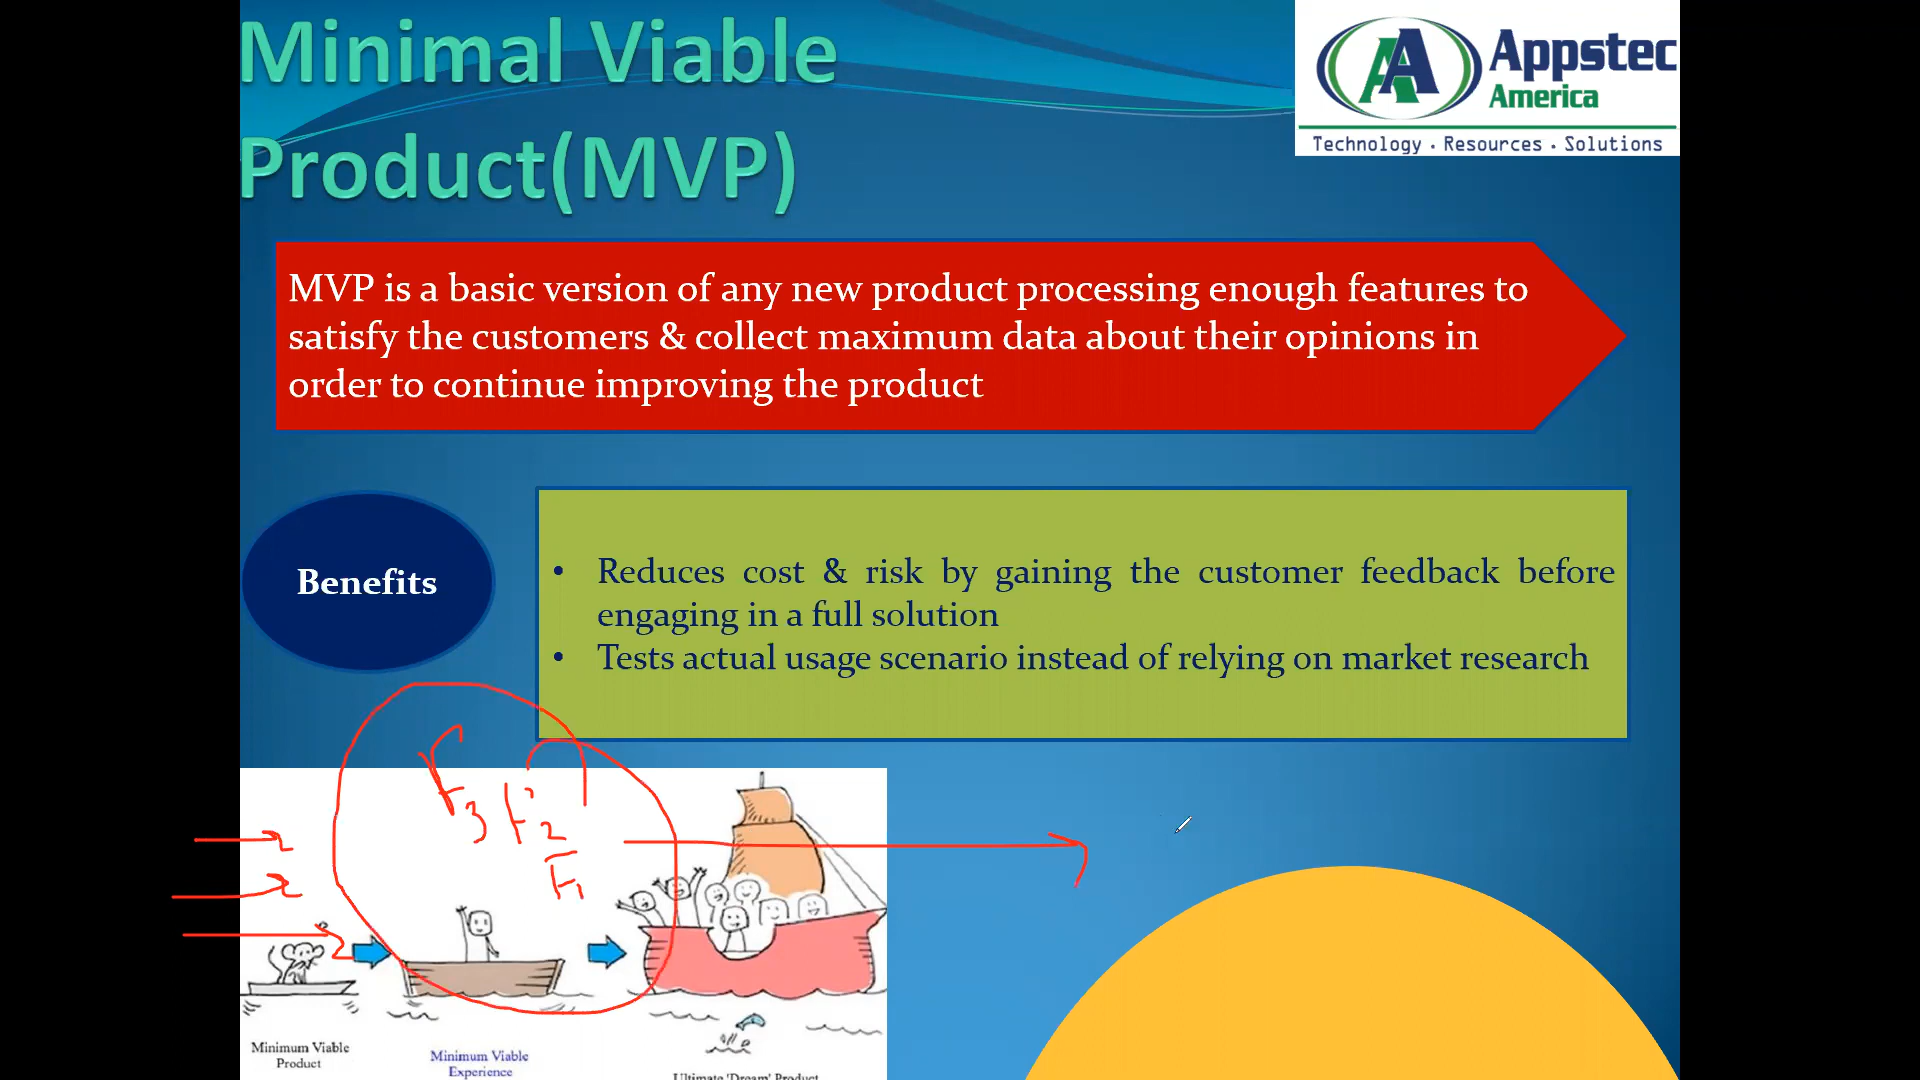 Minimal Viable
Product(MVP)
Appstec
America
Technology . Resources . Solutions
MVP is a basic version of any new product processing enough features to
satisfy the customers & collect maximum data about their opinions in
order to continue improving the product
Benefits
• Reduces cost & risk by gaining the customer feedback before
engaging in a full solution
• Tests actual usage scenario instead of relying on market research
Minimum Viable
Product
Minimum Viable
Experience
Ultimate 'Dream' Product